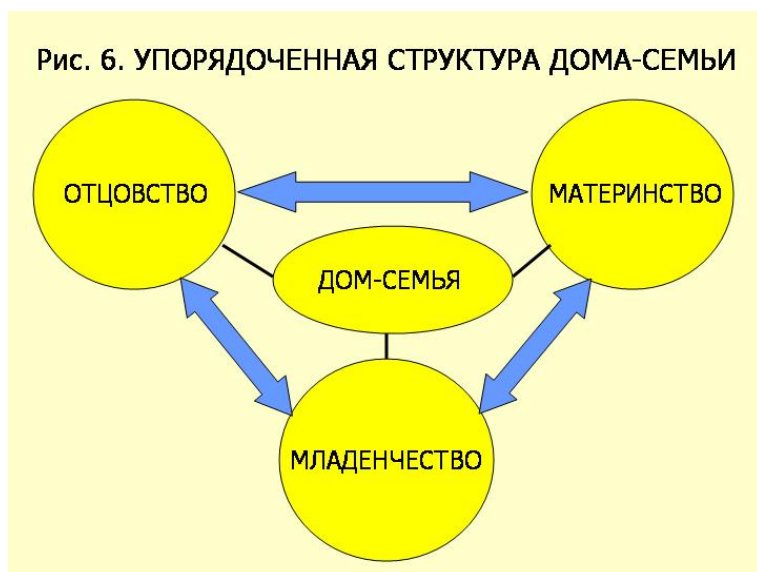 Рис. 6. УПОРЯДОЧЕННАЯ СТРУКТУРА ДОМА-СЕМЬИ
ОТЦОВСТВО
МАТЕРИНСТВО
ДОМ-СЕМЬЯ
МЛАДЕНЧЕСТВО